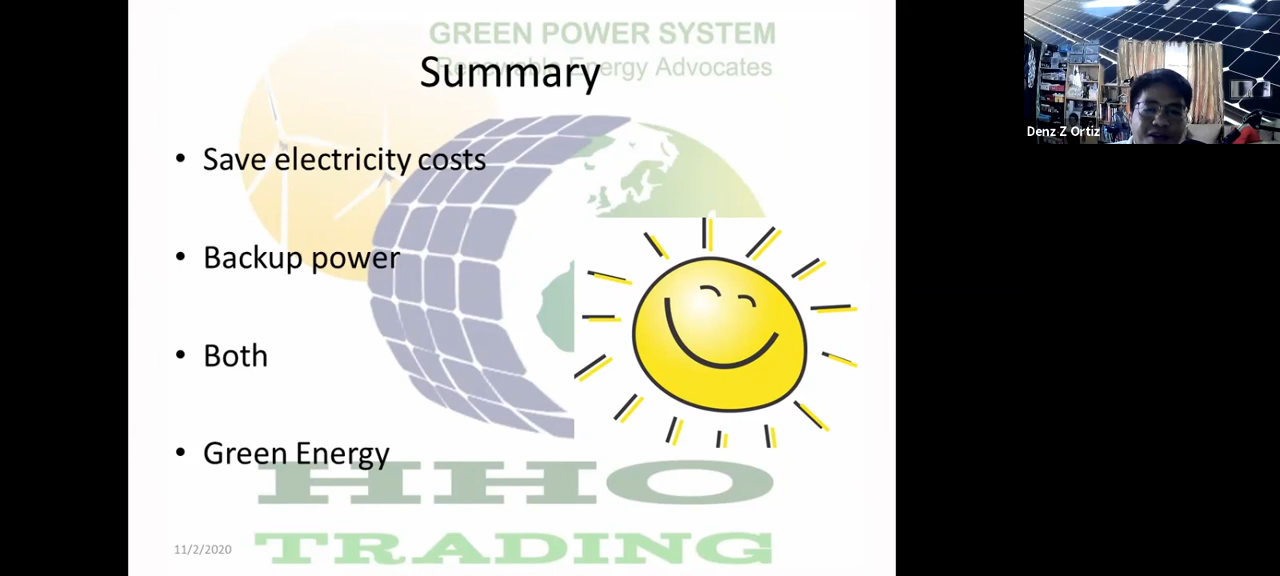 GREEN POWER SYSTEM
Renewable Energy Advocates
Summary
• Save electricity costs
• Backup power
• Both
• Green Energy
HHO
TRADING
11/2/2020
Denz Z Ortiz